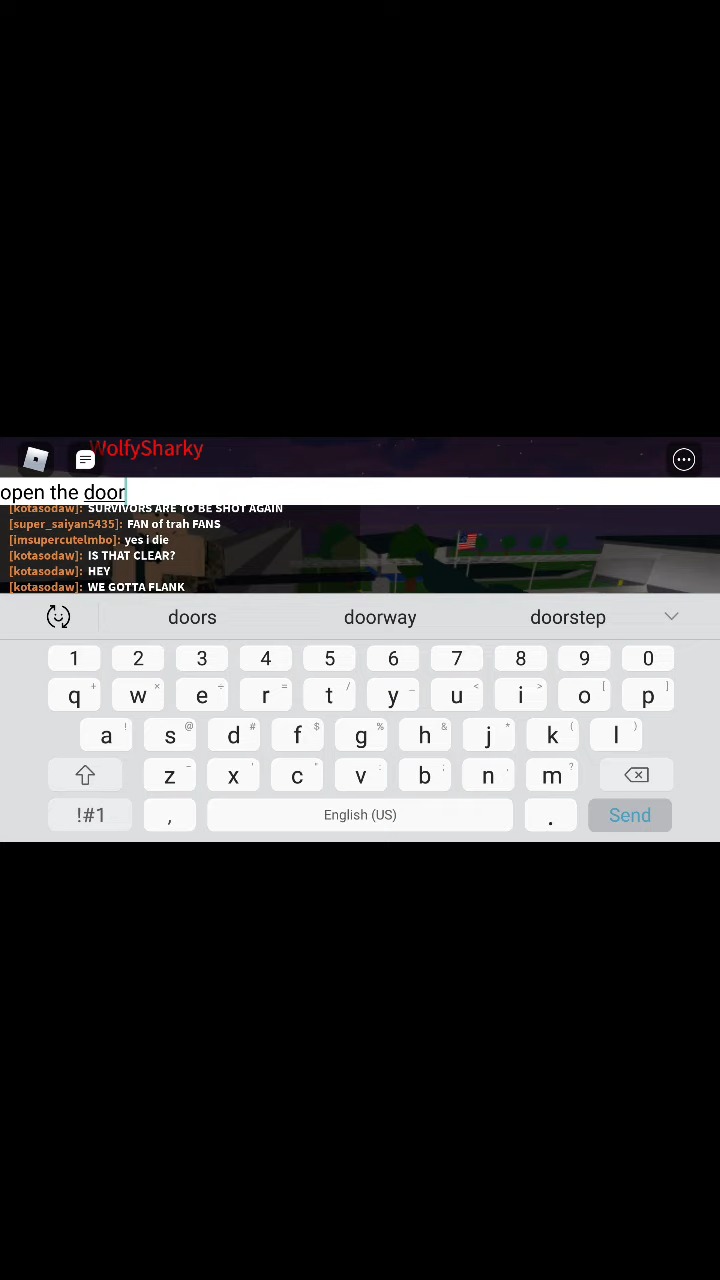 WolfySharky
open the door
[kotasodaw]: SURVIVORS ARE TO BE SHOT AGAIN
[super_saiyan5435]: FAN of trah FANS
[imsupercutelmbo]: yes i die
[kotasodaw]: IS THAT CLEAR?
[kotasodaw]: HEY
[kotasodaw]: WE GOTTA FLANK
doors doorway doorstep
1 2 3 4 5 6 7 8 9 0
q + w × e ÷ r = t / y _ u < i > o [ p ]
a ! s @ d # f $ g % h & j * k ( l )
z - x ' c " v : b ; n , m ?
!#1 , English (US) . Send